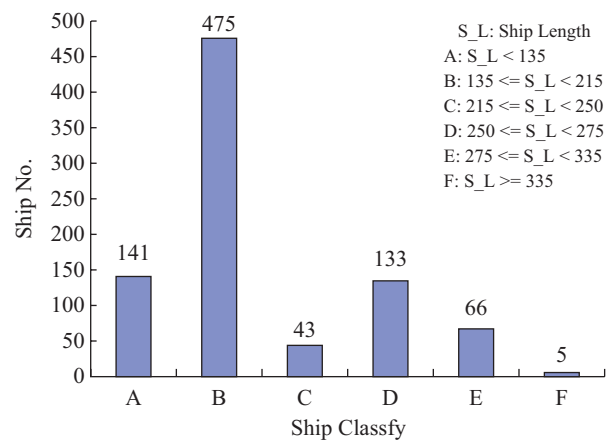 500
450
400
350
300
250
200
150
100
50
0
Ship No.
141
475
43
133
66
5
A B C D E F
Ship Classfy
S_L: Ship Length
A: S_L < 135
B: 135 <= S_L < 215
C: 215 <= S_L < 250
D: 250 <= S_L < 275
E: 275 <= S_L < 335
F: S_L >= 335